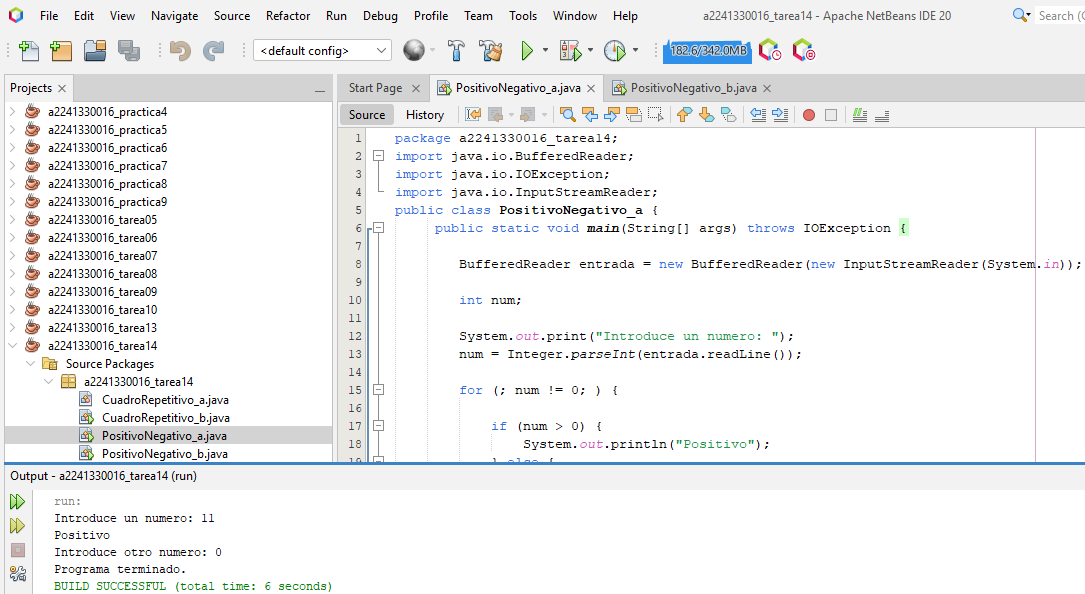 File Edit View Navigate Source Refactor Run Debug Profile Team Tools Window Help a2241330016_tarea14 - Apache NetBeans IDE 20 Search (C
<default config> 182.6/342.0MB
Projects
a2241330016_practica4
a2241330016_practica5
a2241330016_practica6
a2241330016_practica7
a2241330016_practica8
a2241330016_practica9
a2241330016_tarea05
a2241330016_tarea06
a2241330016_tarea07
a2241330016_tarea08
a2241330016_tarea09
a2241330016_tarea10
a2241330016_tarea13
a2241330016_tarea14
Source Packages
a2241330016_tarea14
CuadroRepetitivo_a.java
CuadroRepetitivo_b.java
PositivoNegativo_a.java
PositivoNegativo_b.java
Start Page PositivoNegativo_a.java PositivoNegativo_b.java
Source History
1 package a2241330016_tarea14;
2 import java.io.BufferedReader;
3 import java.io.IOException;
4 import java.io.InputStreamReader;
5 public class PositivoNegativo_a {
6 public static void main(String[] args) throws IOException {
7
8 BufferedReader entrada = new BufferedReader(new InputStreamReader(System.in));
9
10 int num;
11
12 System.out.print("Introduce un numero: ");
13 num = Integer.parseInt(entrada.readLine());
14
15 for (; num != 0; ) {
16
17 if (num > 0) {
18 System.out.println("Positivo");
19 } else {
Output - a2241330016_tarea14 (run)
run:
Introduce un numero: 11
Positivo
Introduce otro numero: 0
Programa terminado.
BUILD SUCCESSFUL (total time: 6 seconds)